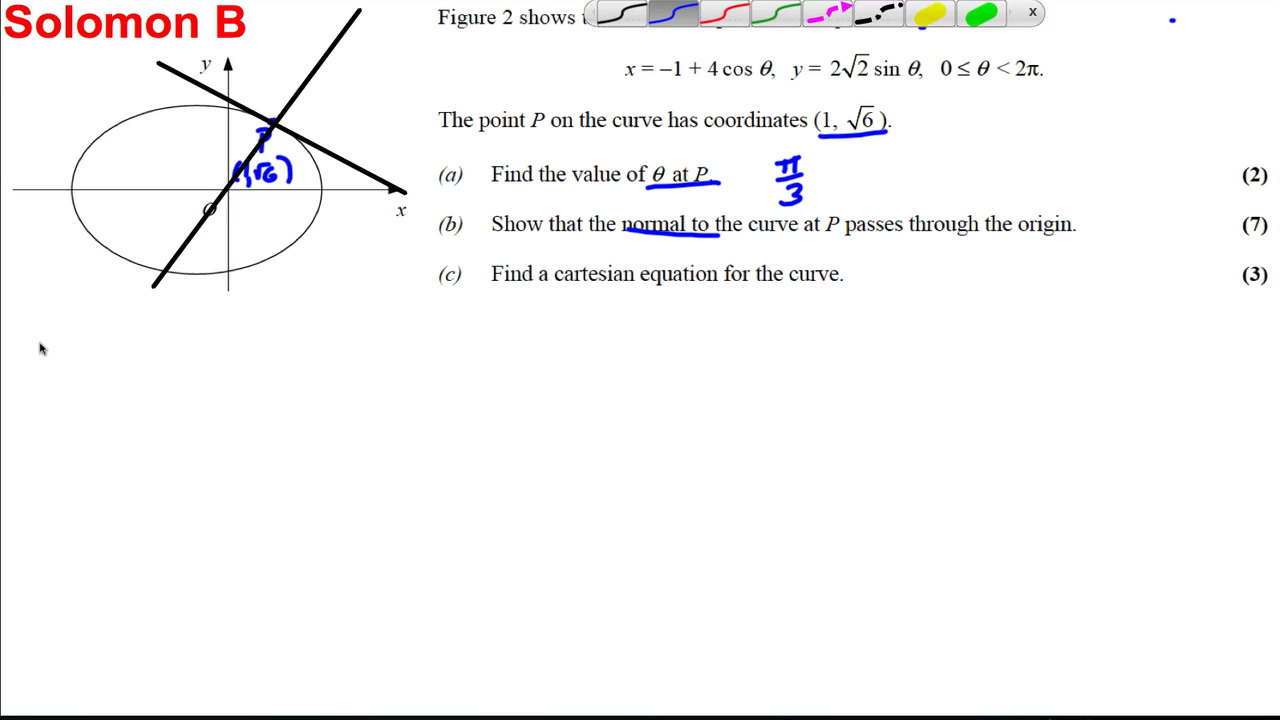 Solomon B
Figure 2 shows
x
y
x = −1 + 4 cos θ, y = 2√2 sin θ, 0 ≤ θ < 2π.
The point P on the curve has coordinates (1, √6).
P
(1,√6)
(a) Find the value of θ at P. π/3 (2)
x
O
(b) Show that the normal to the curve at P passes through the origin. (7)
(c) Find a cartesian equation for the curve. (3)